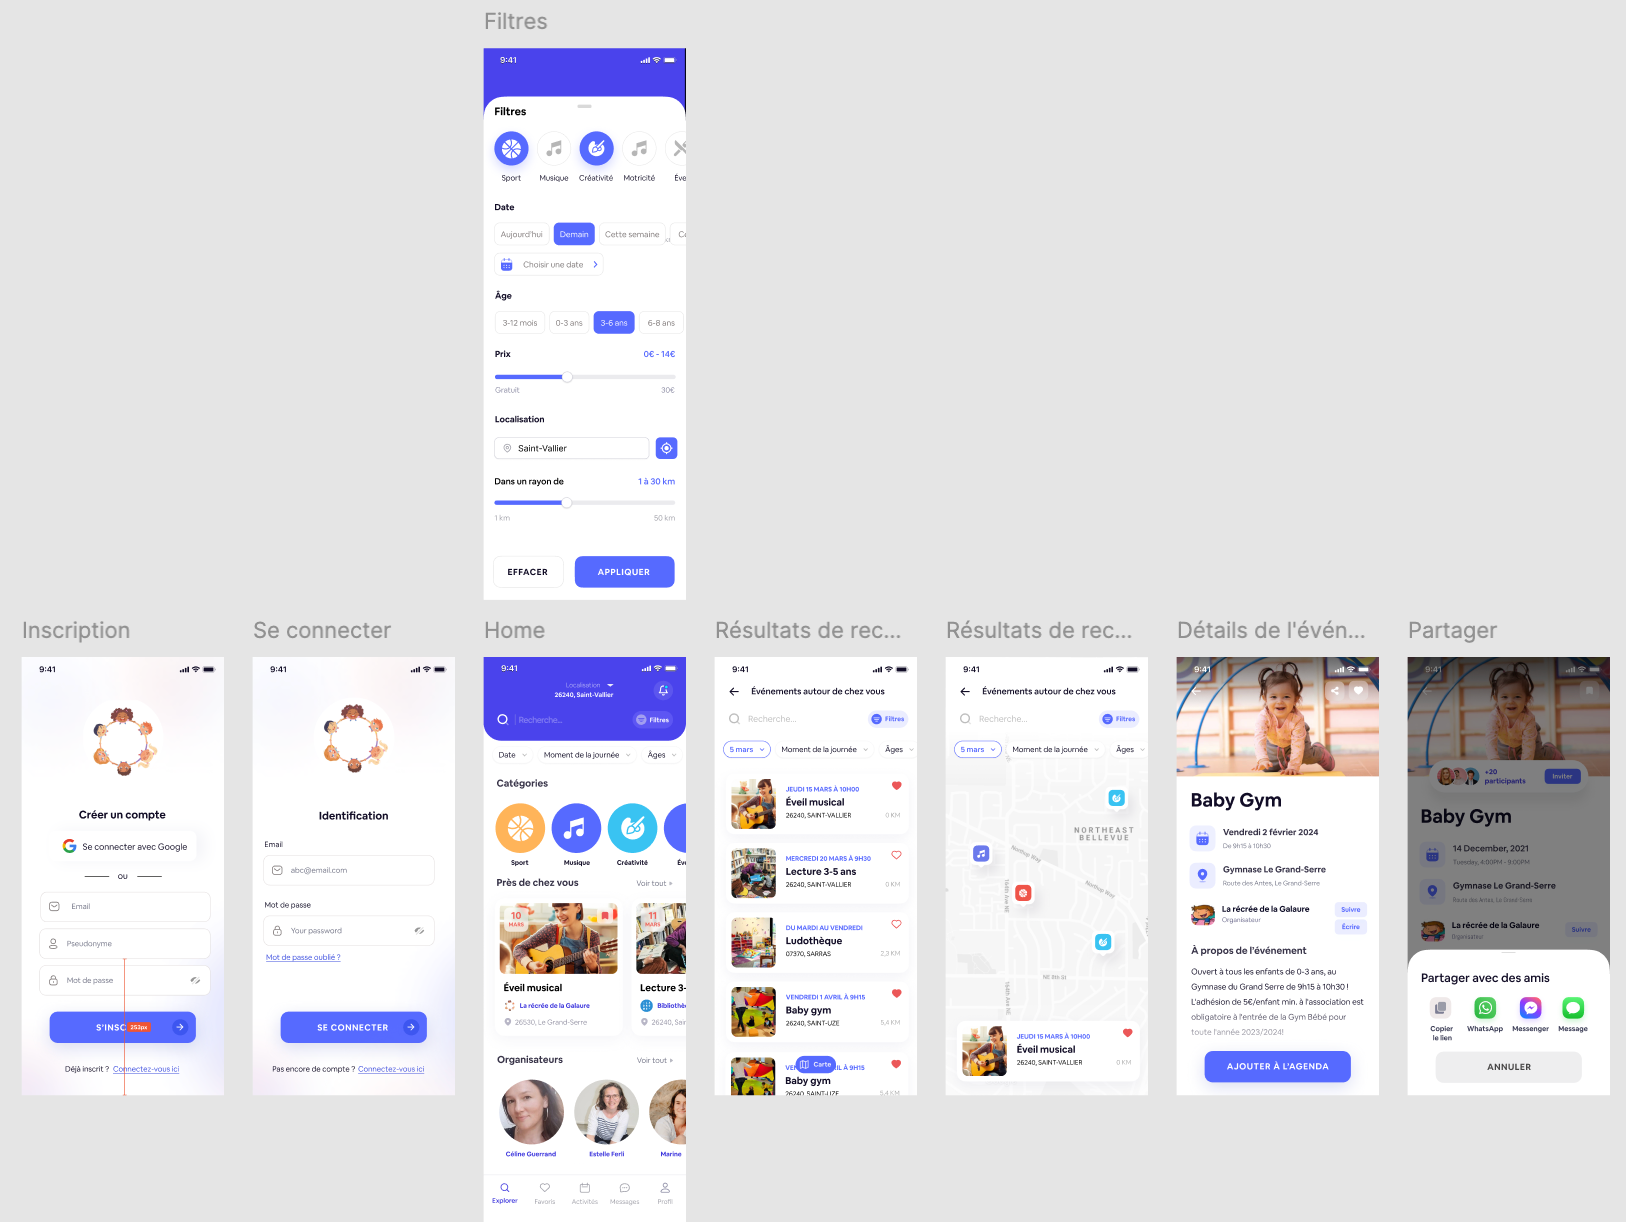 Filtres
9:41
Filtres
Sport
Musique
Créativité
Motricité
Éve
Date
Aujourd'hui
Demain
Cette semaine
Choisir une date
Âge
3-12 mois
0-3 ans
3-6 ans
6-8 ans
Prix
0€ - 14€
Gratuit
30€
Localisation
Saint-Vallier
Dans un rayon de
1 à 30 km
1 km
50 km
EFFACER
APPLIQUER
Inscription
9:41
Créer un compte
Se connecter avec Google
OU
Email
Pseudonyme
Mot de passe
S'INSC
253px
Déjà inscrit ? Connectez-vous ici
Se connecter
9:41
Identification
Email
abc@email.com
Mot de passe
Your password
Mot de passe oublié ?
SE CONNECTER
Pas encore de compte ? Connectez-vous ici
Home
9:41
Localisation
26240, Saint-Vallier
Recherche...
Filtres
Date
Moment de la journée
Âges
Catégories
Sport
Musique
Créativité
Éve
Près de chez vous
Voir tout
10
MARS
Éveil musical
La récrée de la Galaure
26530, Le Grand-Serre
11
MARS
Lecture 3-
Bibliothè
26240, Sain
Organisateurs
Voir tout
Céline Guerrand
Estelle Ferli
Marine
Explorer
Favoris
Activités
Messages
Profil
Résultats de rec...
9:41
Événements autour de chez vous
Recherche...
Filtres
5 mars
Moment de la journée
Âges
JEUDI 15 MARS À 10H00
Éveil musical
26240, SAINT-VALLIER
0 KM
MERCREDI 20 MARS À 9H30
Lecture 3-5 ans
26240, SAINT-VALLIER
0 KM
DU MARDI AU VENDREDI
Ludothèque
07370, SARRAS
2,3 KM
VENDREDI 1 AVRIL À 9H15
Baby gym
26240, SAINT-UZE
5,4 KM
Carte
Baby gym
26240, SAINT-UZE
5,4 KM
Résultats de rec...
9:41
Événements autour de chez vous
Recherche...
Filtres
5 mars
Moment de la journée
Âges
NORTHEAST
BELLEVUE
Northup Way
Northup Way
148th Ave NE
NE 8th St
148th Ave NE
JEUDI 15 MARS À 10H00
Éveil musical
26240, SAINT-VALLIER
0 KM
Détails de l'évén...
9:41
Baby Gym
Vendredi 2 février 2024
De 9h15 à 10h30
Gymnase Le Grand-Serre
Route des Antes, Le Grand-Serre
La récrée de la Galaure
Organisateur
Suivre
Écrire
À propos de l'événement
Ouvert à tous les enfants de 0-3 ans, au
Gymnase du Grand Serre de 9h15 à 10h30 !
L'adhésion de 5€/enfant min. à l'association est
obligatoire à l'entrée de la Gym Bébé pour
toute l'année 2023/2024!
AJOUTER À L'AGENDA
Partager
9:41
+20
participants
Inviter
Baby Gym
14 December, 2021
Tuesday, 4:00PM - 9:00PM
Gymnase Le Grand-Serre
Route des Antes, Le Grand-Serre
La récrée de la Galaure
Organisateur
Suivre
Partager avec des amis
Copier
le lien
WhatsApp
Messenger
Message
ANNULER